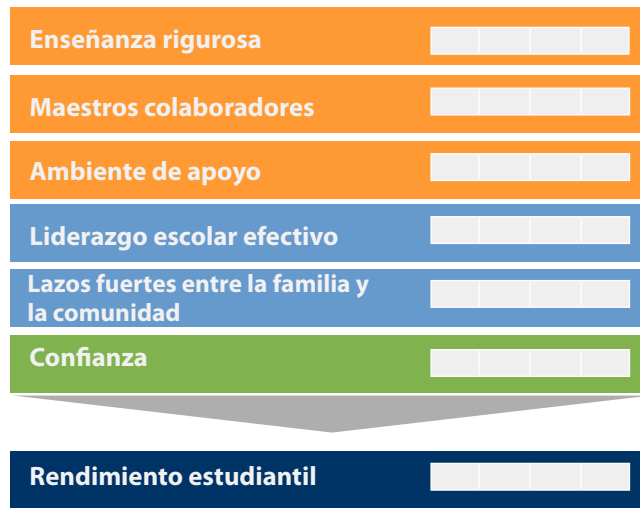 Enseñanza rigurosa
Maestros colaboradores
Ambiente de apoyo
Liderazgo escolar efectivo
Lazos fuertes entre la familia y
la comunidad
Confianza
Rendimiento estudiantil